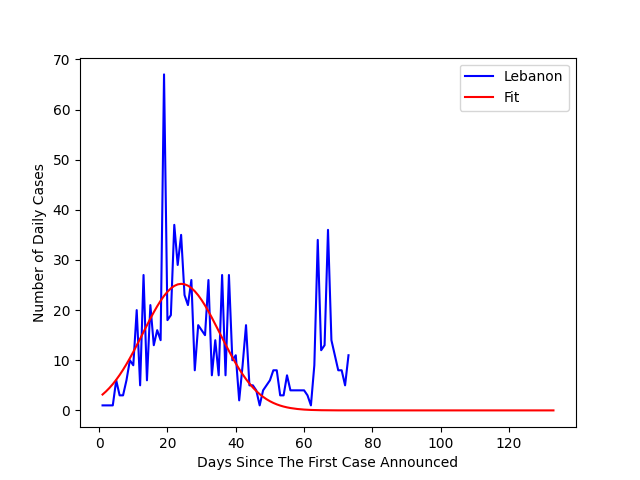 Lebanon
Fit
Number of Daily Cases
70
60
50
40
30
20
10
0
0 20 40 60 80 100 120
Days Since The First Case Announced